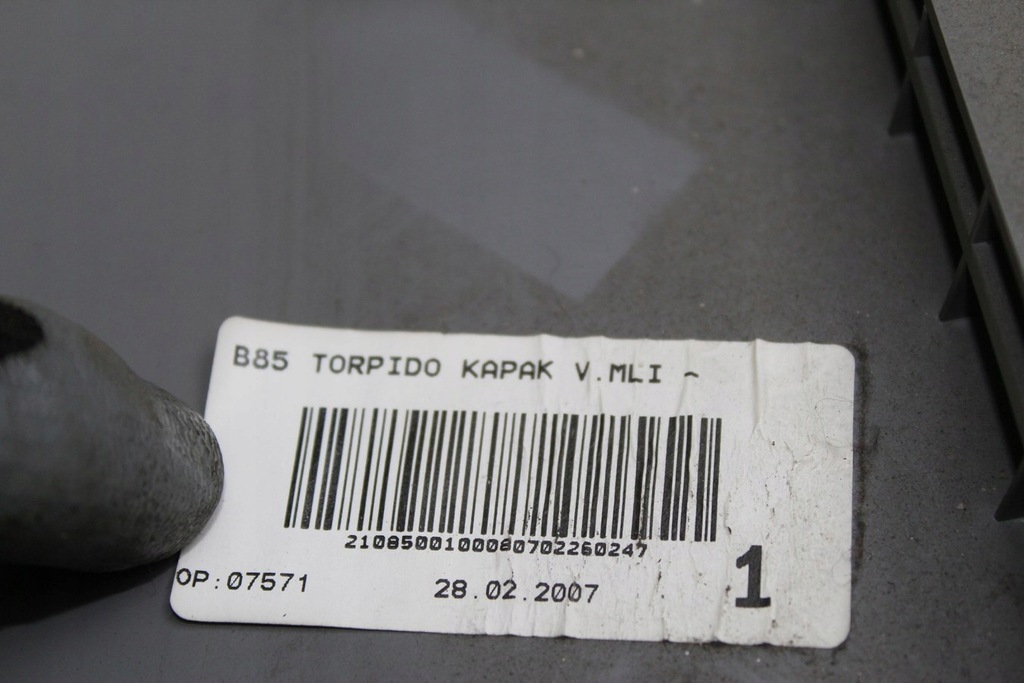 B85 TORPIDO KAPAK V.MLI ~
2108500100080702260247
OP:07571
28.02.2007
1